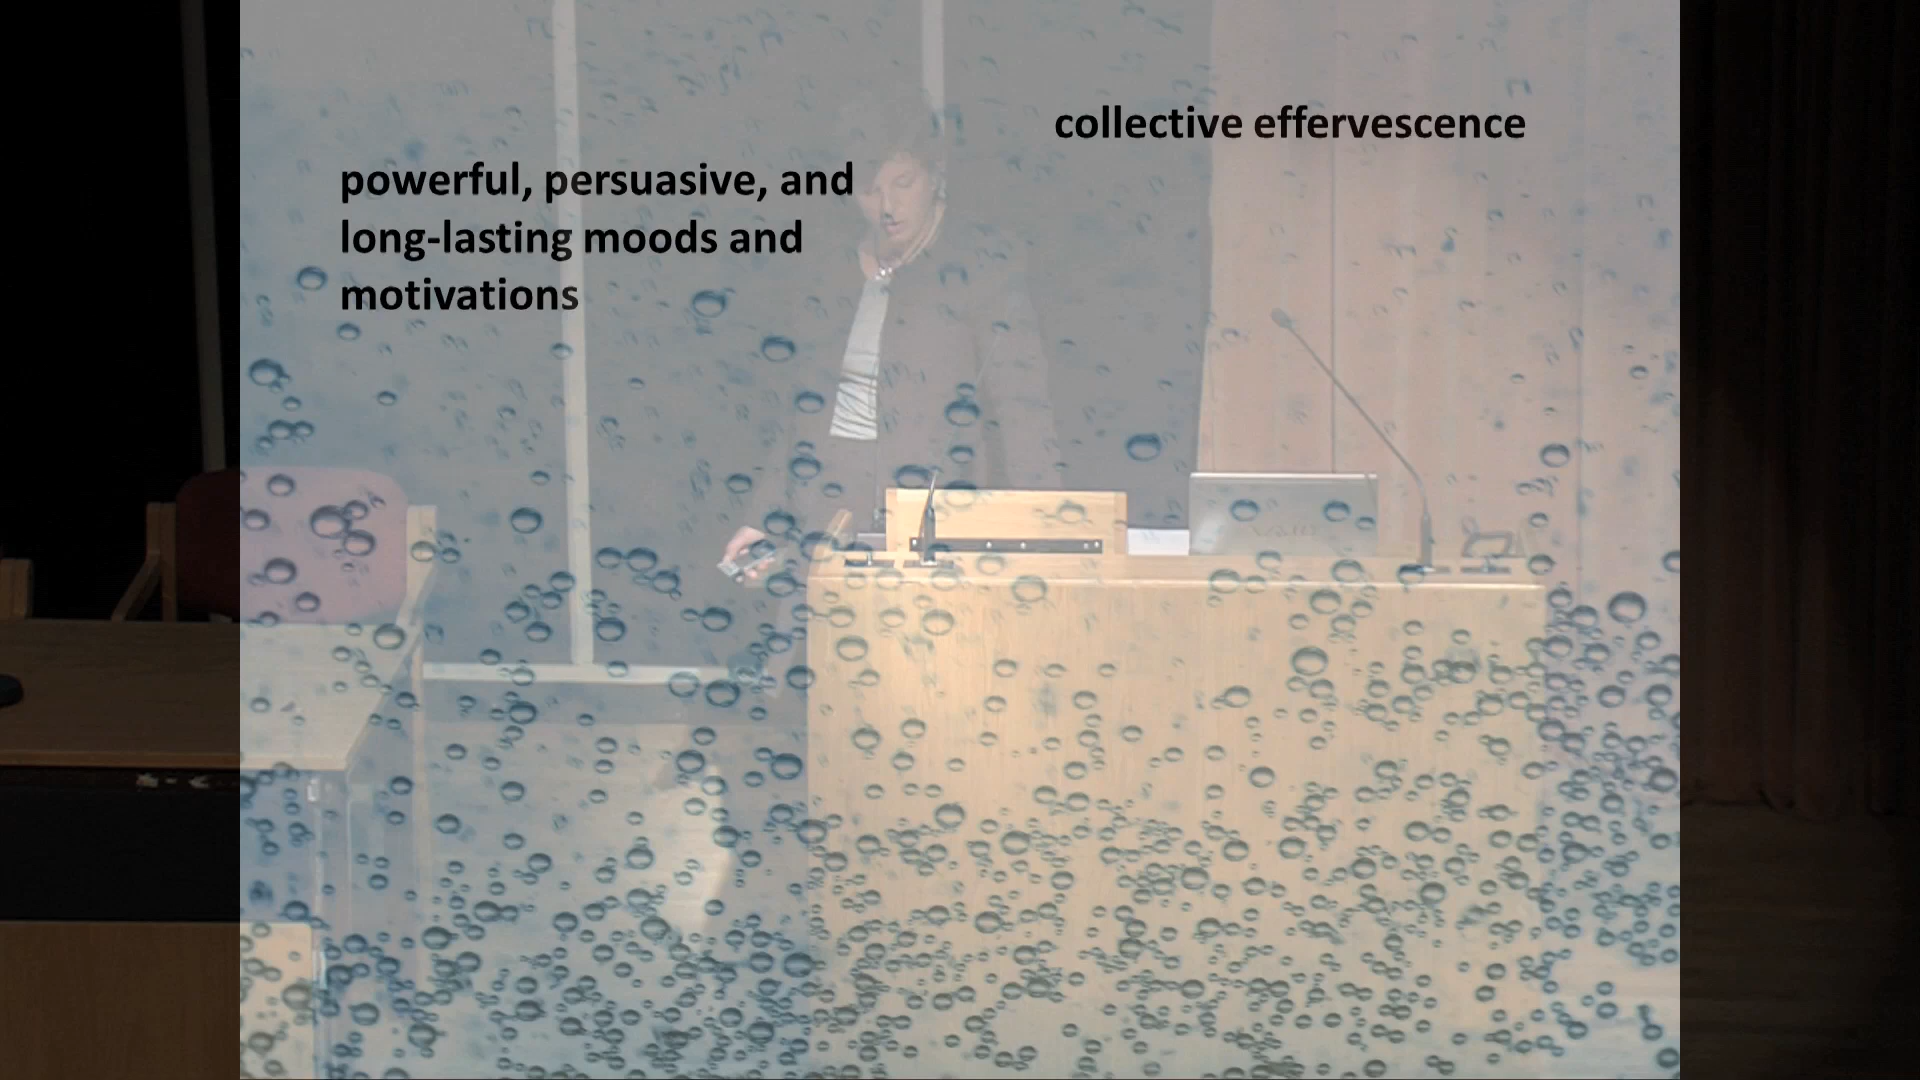 collective effervescence
powerful, persuasive, and
long-lasting moods and
motivations